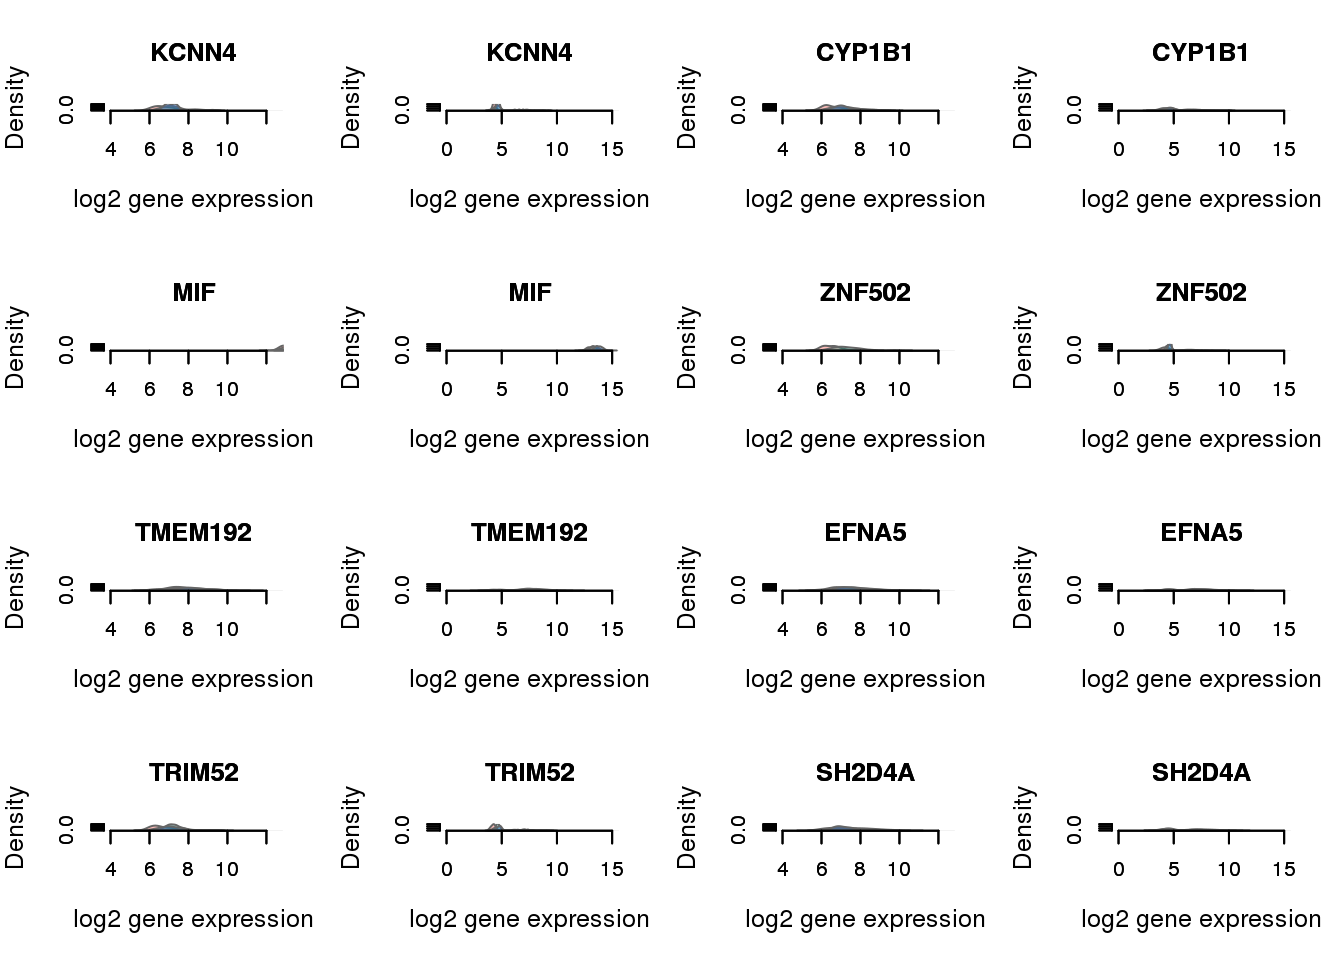 KCNN4 KCNN4 CYP1B1 CYP1B1
Density Density Density Density
0.0 0.0 0.0 0.0
4 6 8 10 0 5 10 15 4 6 8 10 0 5 10 15
log2 gene expression log2 gene expression log2 gene expression log2 gene expression
MIF MIF ZNF502 ZNF502
Density Density Density Density
0.0 0.0 0.0 0.0
4 6 8 10 0 5 10 15 4 6 8 10 0 5 10 15
log2 gene expression log2 gene expression log2 gene expression log2 gene expression
TMEM192 TMEM192 EFNA5 EFNA5
Density Density Density Density
0.0 0.0 0.0 0.0
4 6 8 10 0 5 10 15 4 6 8 10 0 5 10 15
log2 gene expression log2 gene expression log2 gene expression log2 gene expression
TRIM52 TRIM52 SH2D4A SH2D4A
Density Density Density Density
0.0 0.0 0.0 0.0
4 6 8 10 0 5 10 15 4 6 8 10 0 5 10 15
log2 gene expression log2 gene expression log2 gene expression log2 gene expression